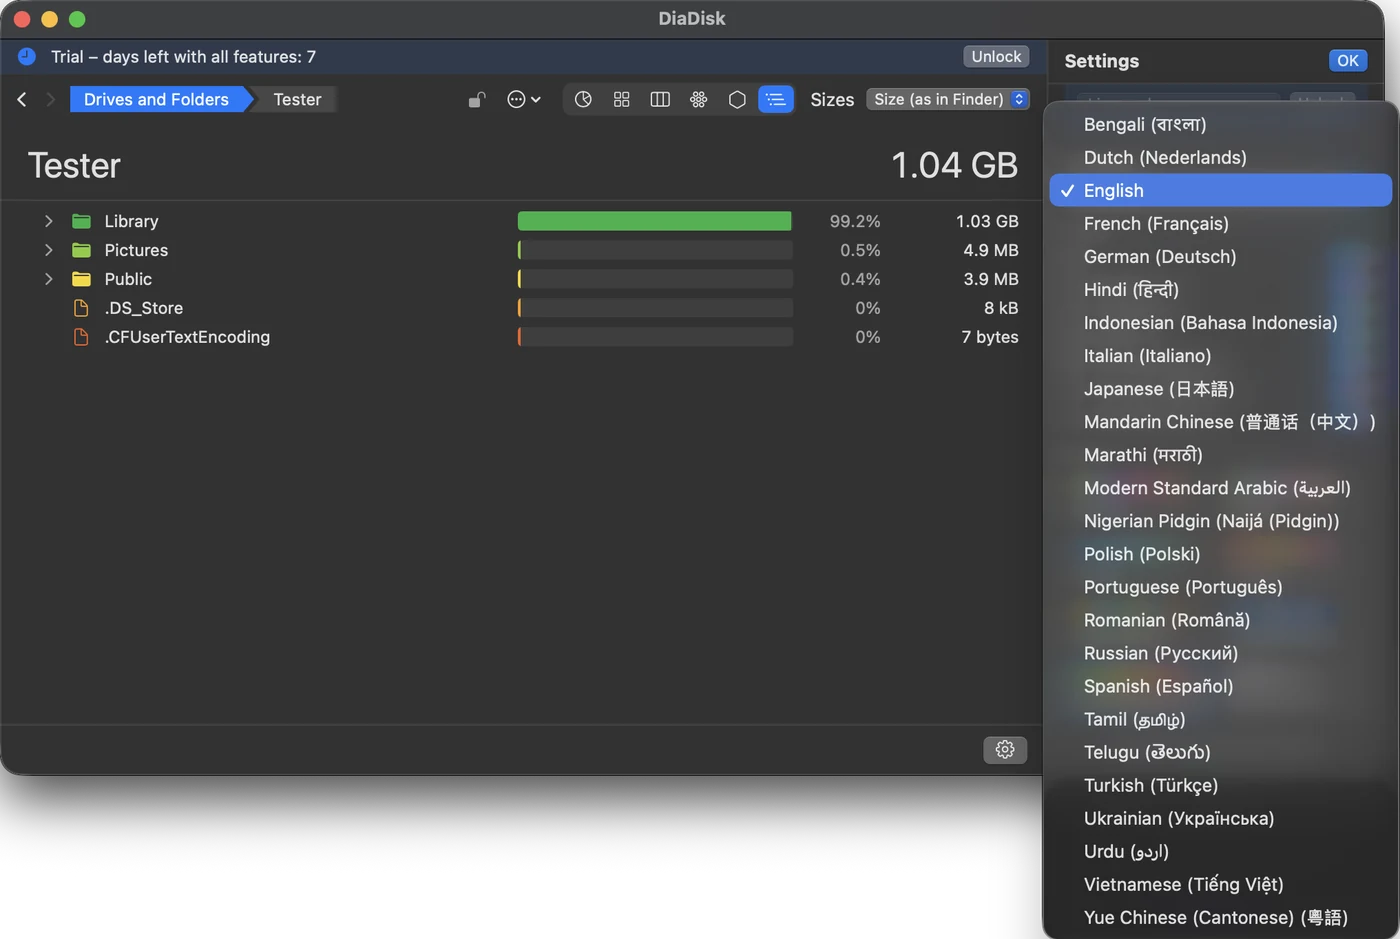 DiaDisk
Trial – days left with all features: 7
Unlock
Settings
OK
Drives and Folders
Tester
Sizes
Size (as in Finder)
Tester
1.04 GB
Library 99.2% 1.03 GB
Pictures 0.5% 4.9 MB
Public 0.4% 3.9 MB
.DS_Store 0% 8 kB
.CFUserTextEncoding 0% 7 bytes
Bengali (বাংলা)
Dutch (Nederlands)
English
French (Français)
German (Deutsch)
Hindi (हिन्दी)
Indonesian (Bahasa Indonesia)
Italian (Italiano)
Japanese (日本語)
Mandarin Chinese (普通话（中文）)
Marathi (मराठी)
Modern Standard Arabic (العربية)
Nigerian Pidgin (Naijá (Pidgin))
Polish (Polski)
Portuguese (Português)
Romanian (Română)
Russian (Русский)
Spanish (Español)
Tamil (தமிழ்)
Telugu (తెలుగు)
Turkish (Türkçe)
Ukrainian (Українська)
Urdu (اردو)
Vietnamese (Tiếng Việt)
Yue Chinese (Cantonese) (粵語)